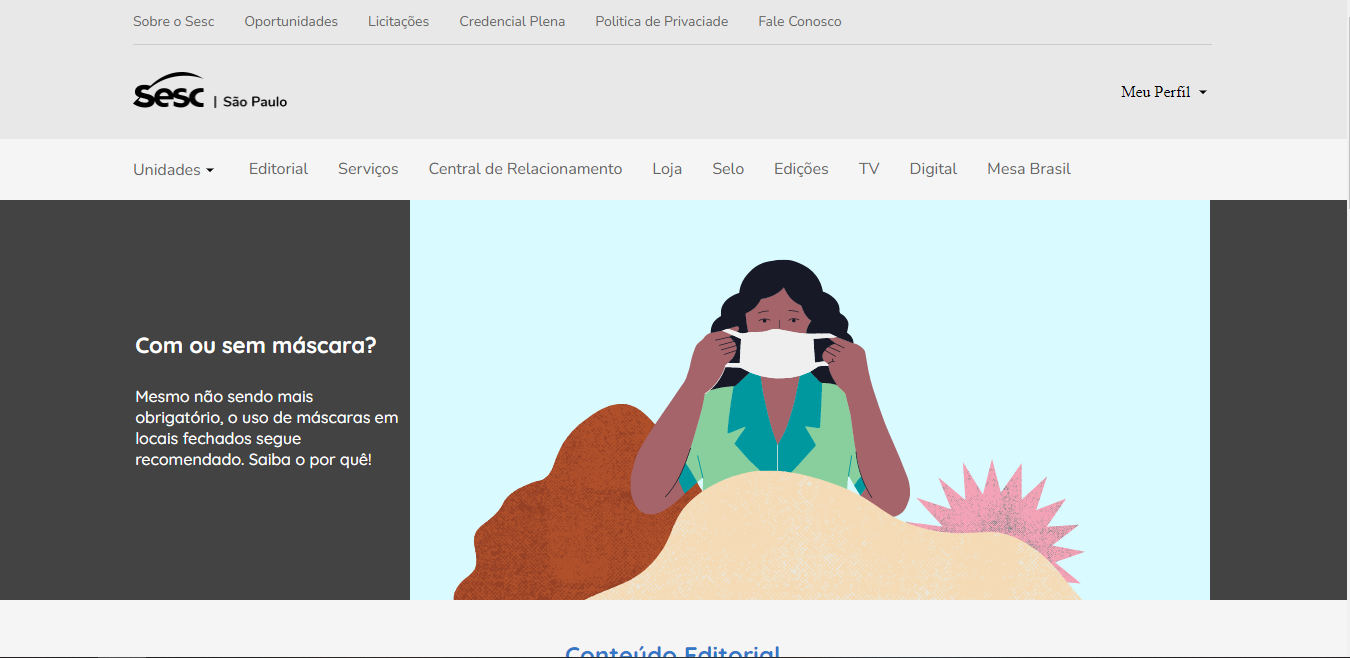 Sobre o Sesc Oportunidades Licitações Credencial Plena Politica de Privaciade Fale Conosco
Sesc | São Paulo
Meu Perfil
Unidades Editorial Serviços Central de Relacionamento Loja Selo Edições TV Digital Mesa Brasil
Com ou sem máscara?
Mesmo não sendo mais
obrigatório, o uso de máscaras em
locais fechados segue
recomendado. Saiba o por quê!
Conteúdo Editorial